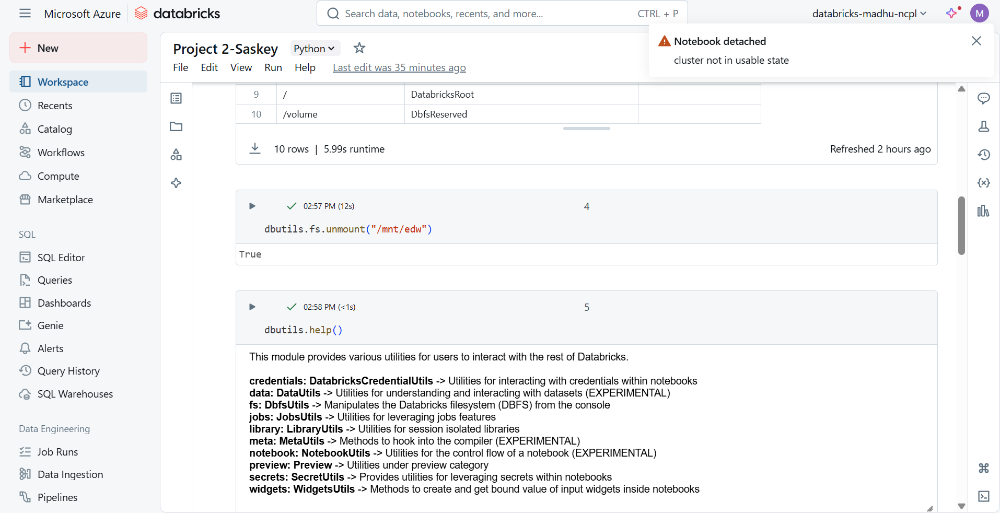 Microsoft Azure databricks
Search data, notebooks, recents, and more... CTRL + P
databricks-madhu-ncpl
M
Notebook detached
cluster not in usable state
New
Workspace
Recents
Catalog
Workflows
Compute
Marketplace
SQL
SQL Editor
Queries
Dashboards
Genie
Alerts
Query History
SQL Warehouses
Data Engineering
Job Runs
Data Ingestion
Pipelines
Project 2-Saskey Python
File Edit View Run Help Last edit was 35 minutes ago
9 / DatabricksRoot
10 /volume DbfsReserved
10 rows | 5.99s runtime Refreshed 2 hours ago
02:57 PM (12s) 4
dbutils.fs.unmount("/mnt/edw")
True
02:58 PM (<1s) 5
dbutils.help()
This module provides various utilities for users to interact with the rest of Databricks.
credentials: DatabricksCredentialUtils -> Utilities for interacting with credentials within notebooks
data: DataUtils -> Utilities for understanding and interacting with datasets (EXPERIMENTAL)
fs: DbfsUtils -> Manipulates the Databricks filesystem (DBFS) from the console
jobs: JobsUtils -> Utilities for leveraging jobs features
library: LibraryUtils -> Utilities for session isolated libraries
meta: MetaUtils -> Methods to hook into the compiler (EXPERIMENTAL)
notebook: NotebookUtils -> Utilities for the control flow of a notebook (EXPERIMENTAL)
preview: Preview -> Utilities under preview category
secrets: SecretUtils -> Provides utilities for leveraging secrets within notebooks
widgets: WidgetsUtils -> Methods to create and get bound value of input widgets inside notebooks